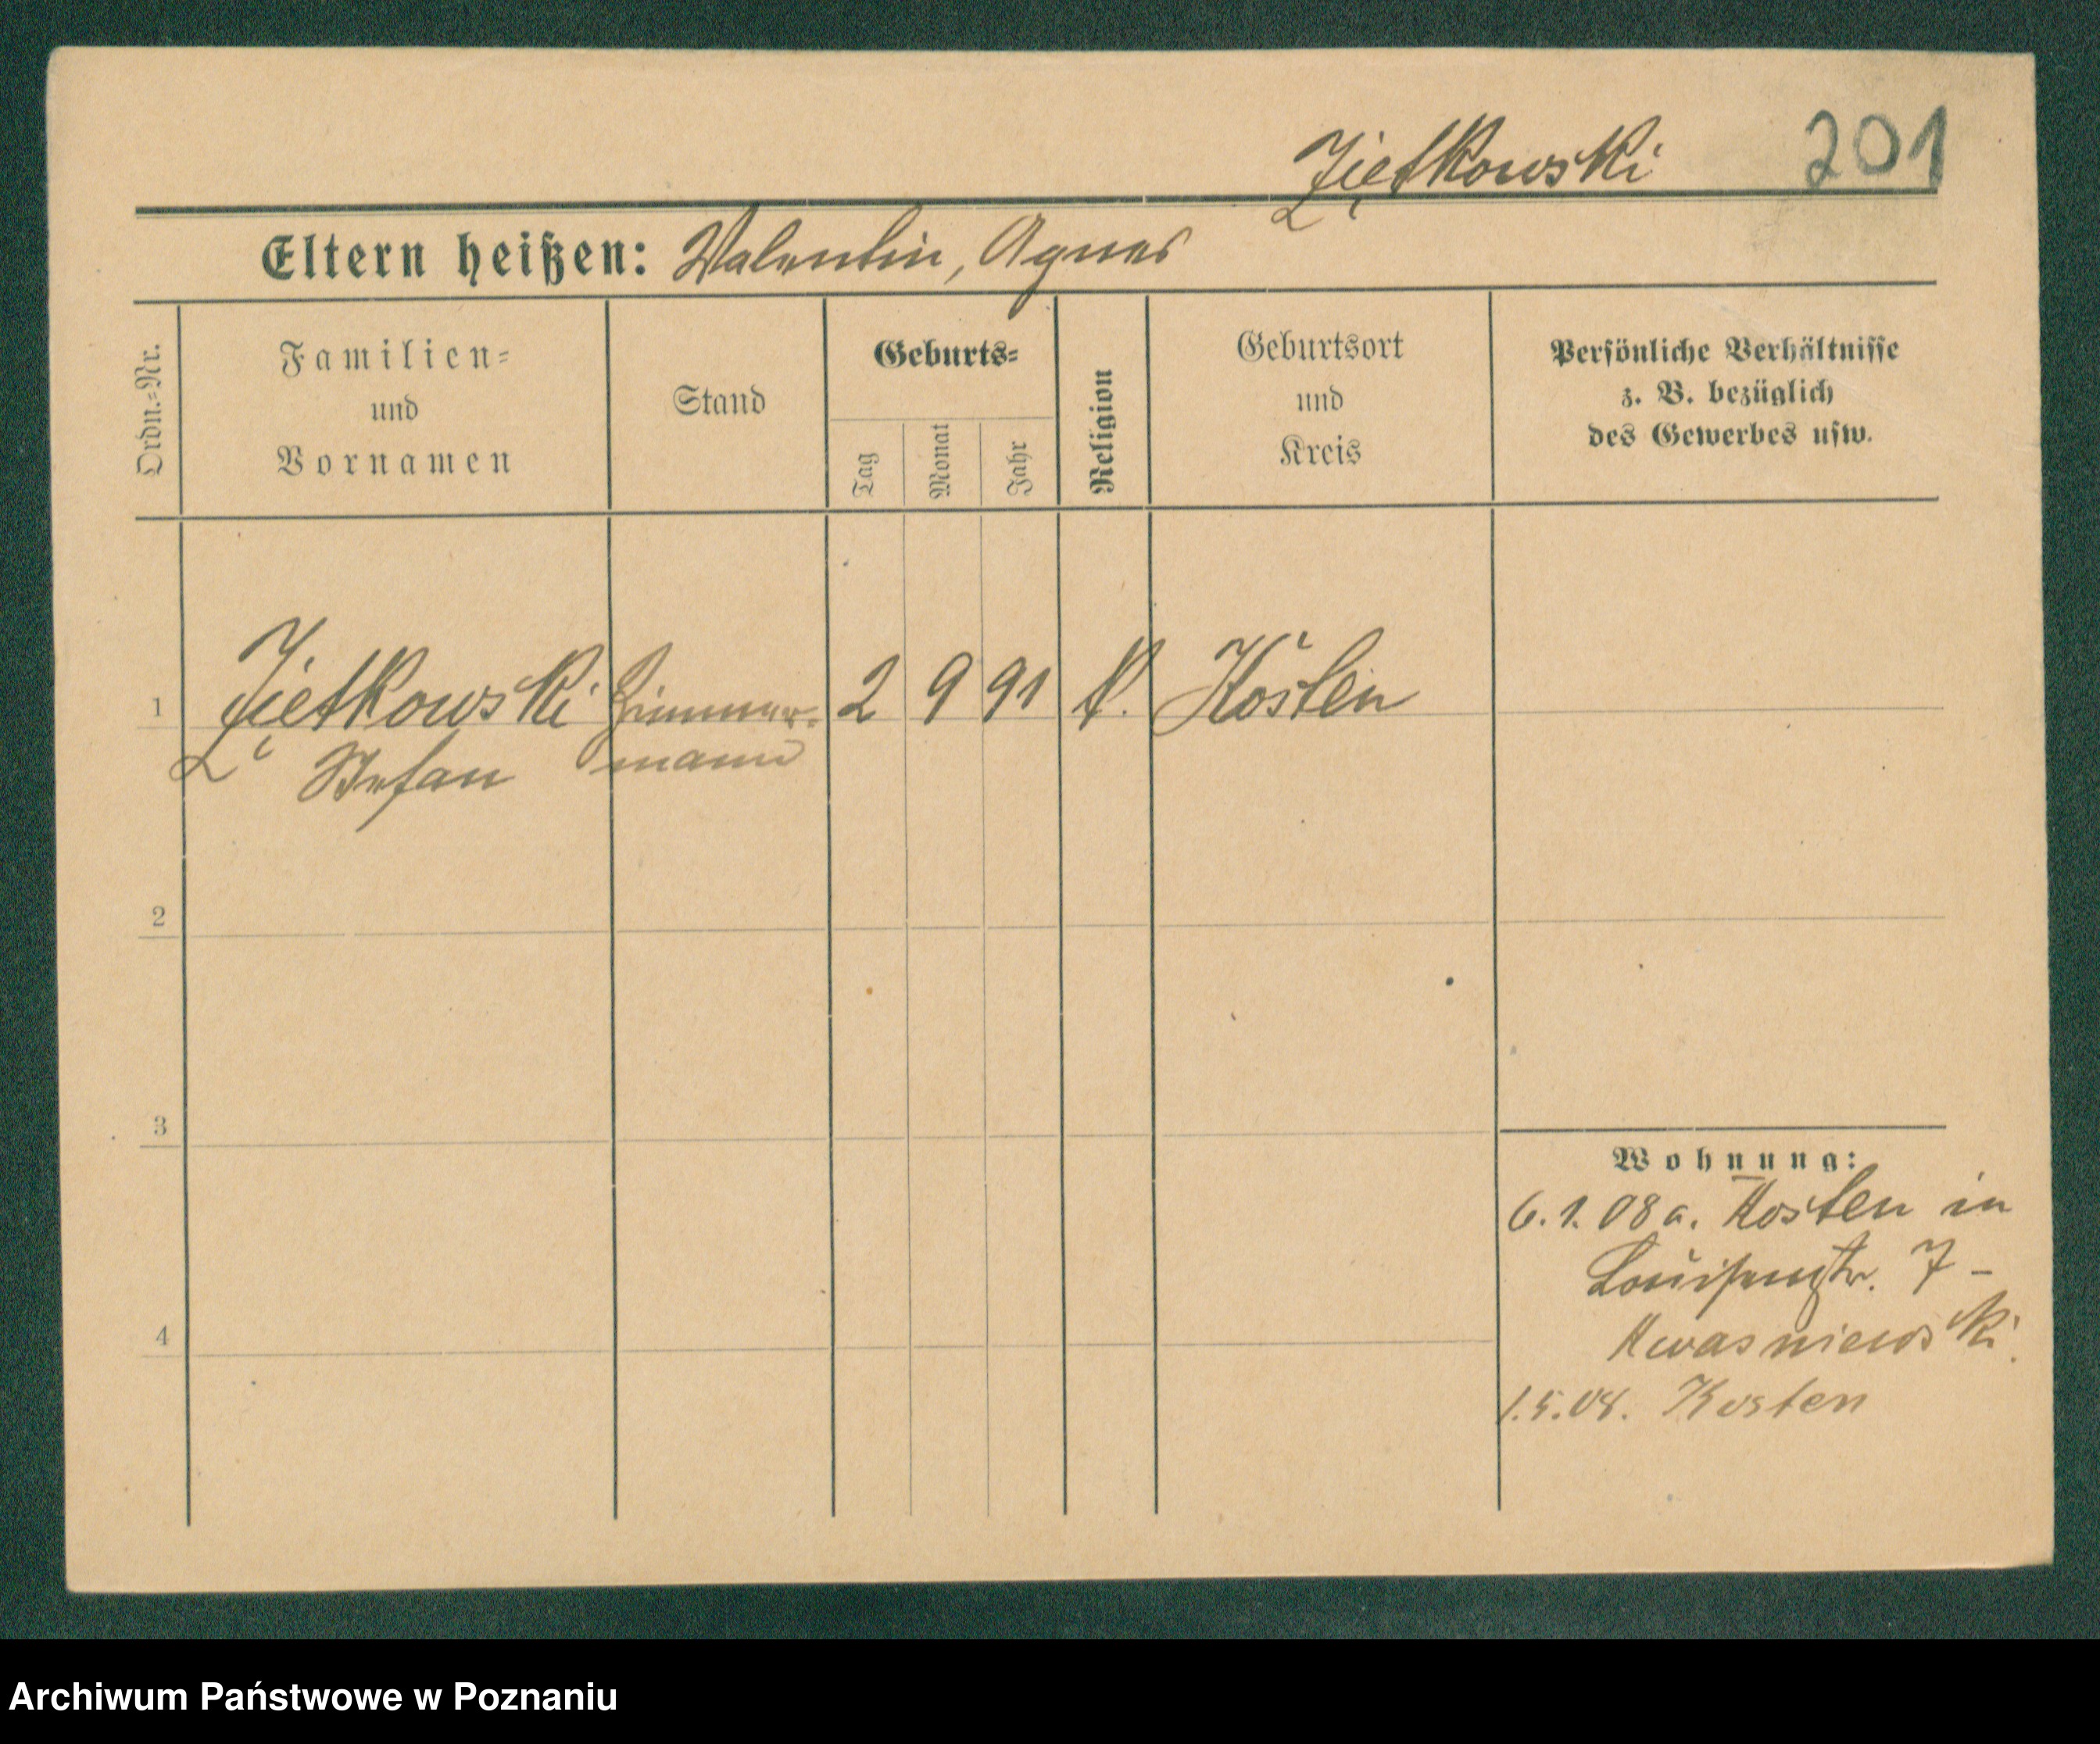 Ziętkowski 201
Eltern heißen: Valentin, Agnes
Ordn.=Nr.
Familien=
und
Vornamen
Stand
Geburts=
Tag
Monat
Jahr
Religion
Geburtsort
und
Kreis
Persönliche Verhältnisse
z. B. bezüglich
des Gewerbes usw.
1 Ziętkowski Zimmer- 2 9 91 k. Kosten
Stefan mann
2
3
4
Wohnung:
6.1.08 a. Kosten in
Louisenstr. 7 -
Kwasniewski
1.5.08. Kosten
Archiwum Państwowe w Poznaniu